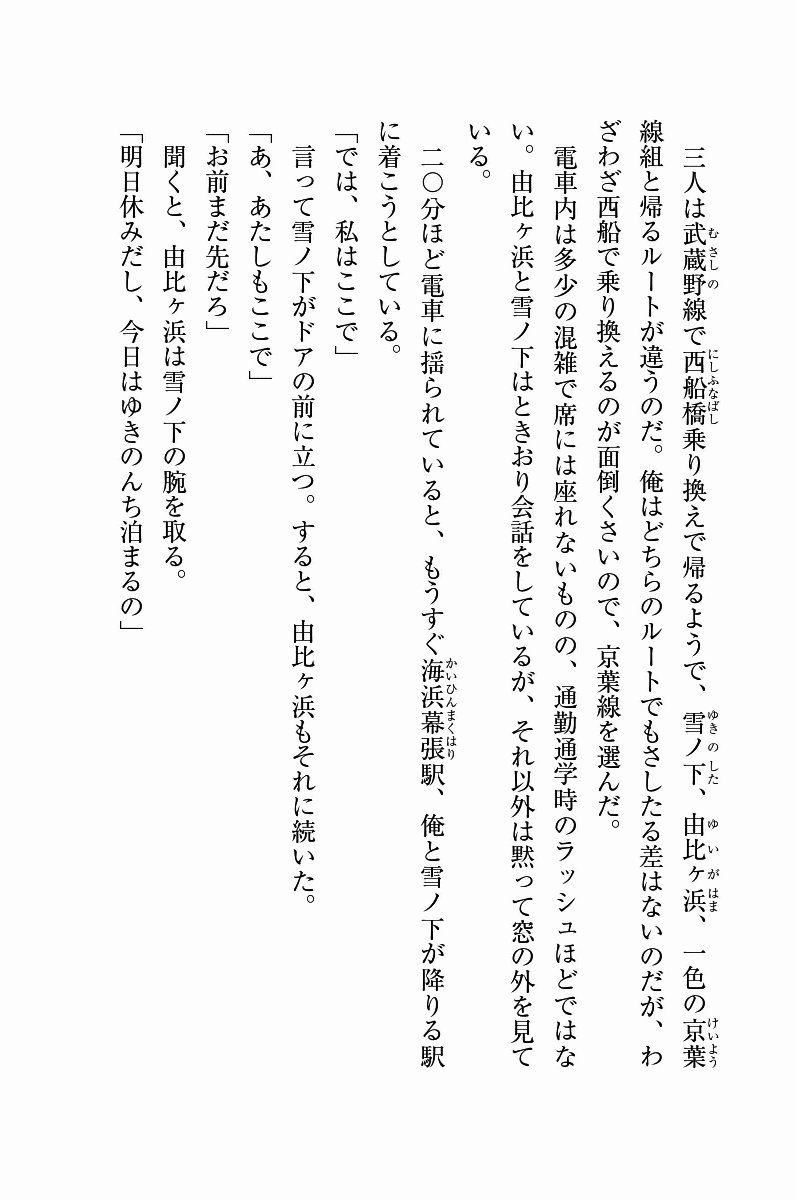 三人は武蔵野線で西船橋乗り換えで帰るようで、雪ノ下、由比ヶ浜、一色の京葉
線組と帰るルートが違うのだ。俺はどちらのルートでもさしたる差はないのだが、わ
ざわざ西船で乗り換えるのが面倒くさいので、京葉線を選んだ。
電車内は多少の混雑で席には座れないものの、通勤通学時のラッシュほどではな
い。由比ヶ浜と雪ノ下はときおり会話をしているが、それ以外は黙って窓の外を見て
いる。
二〇分ほど電車に揺られていると、もうすぐ海浜幕張駅、俺と雪ノ下が降りる駅
に着こうとしている。
「では、私はここで」
言って雪ノ下がドアの前に立つ。すると、由比ヶ浜もそれに続いた。
「あ、あたしもここで」
「お前まだ先だろ」
聞くと、由比ヶ浜は雪ノ下の腕を取る。
「明日休みだし、今日はゆきのんち泊まるの」